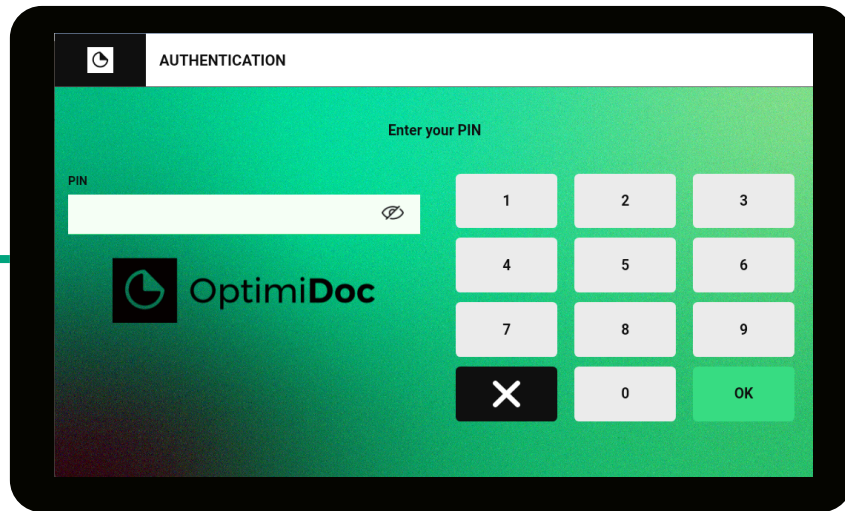 AUTHENTICATION
Enter your PIN
PIN
1 2 3
4 5 6
7 8 9
0 OK
OptimiDoc